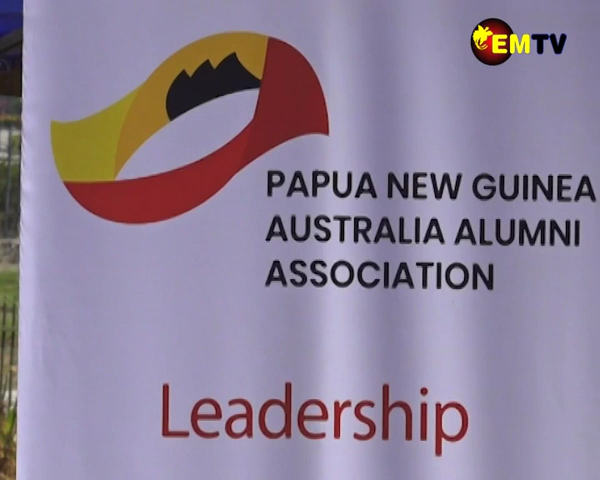 EMTV
PAPUA NEW GUINEA
AUSTRALIA ALUMNI
ASSOCIATION
Leadership